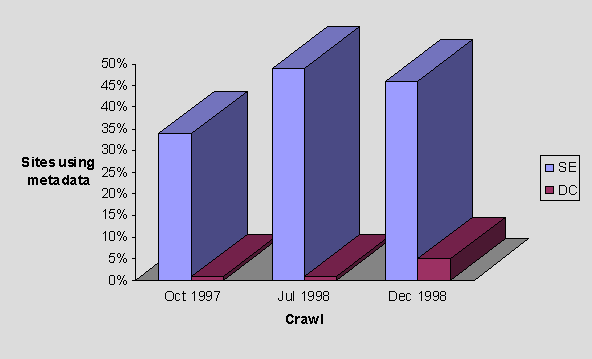 50%
45%
40%
35%
30%
25%
20%
15%
10%
5%
0%
Sites using
metadata
Oct 1997
Jul 1998
Dec 1998
Crawl
SE
DC